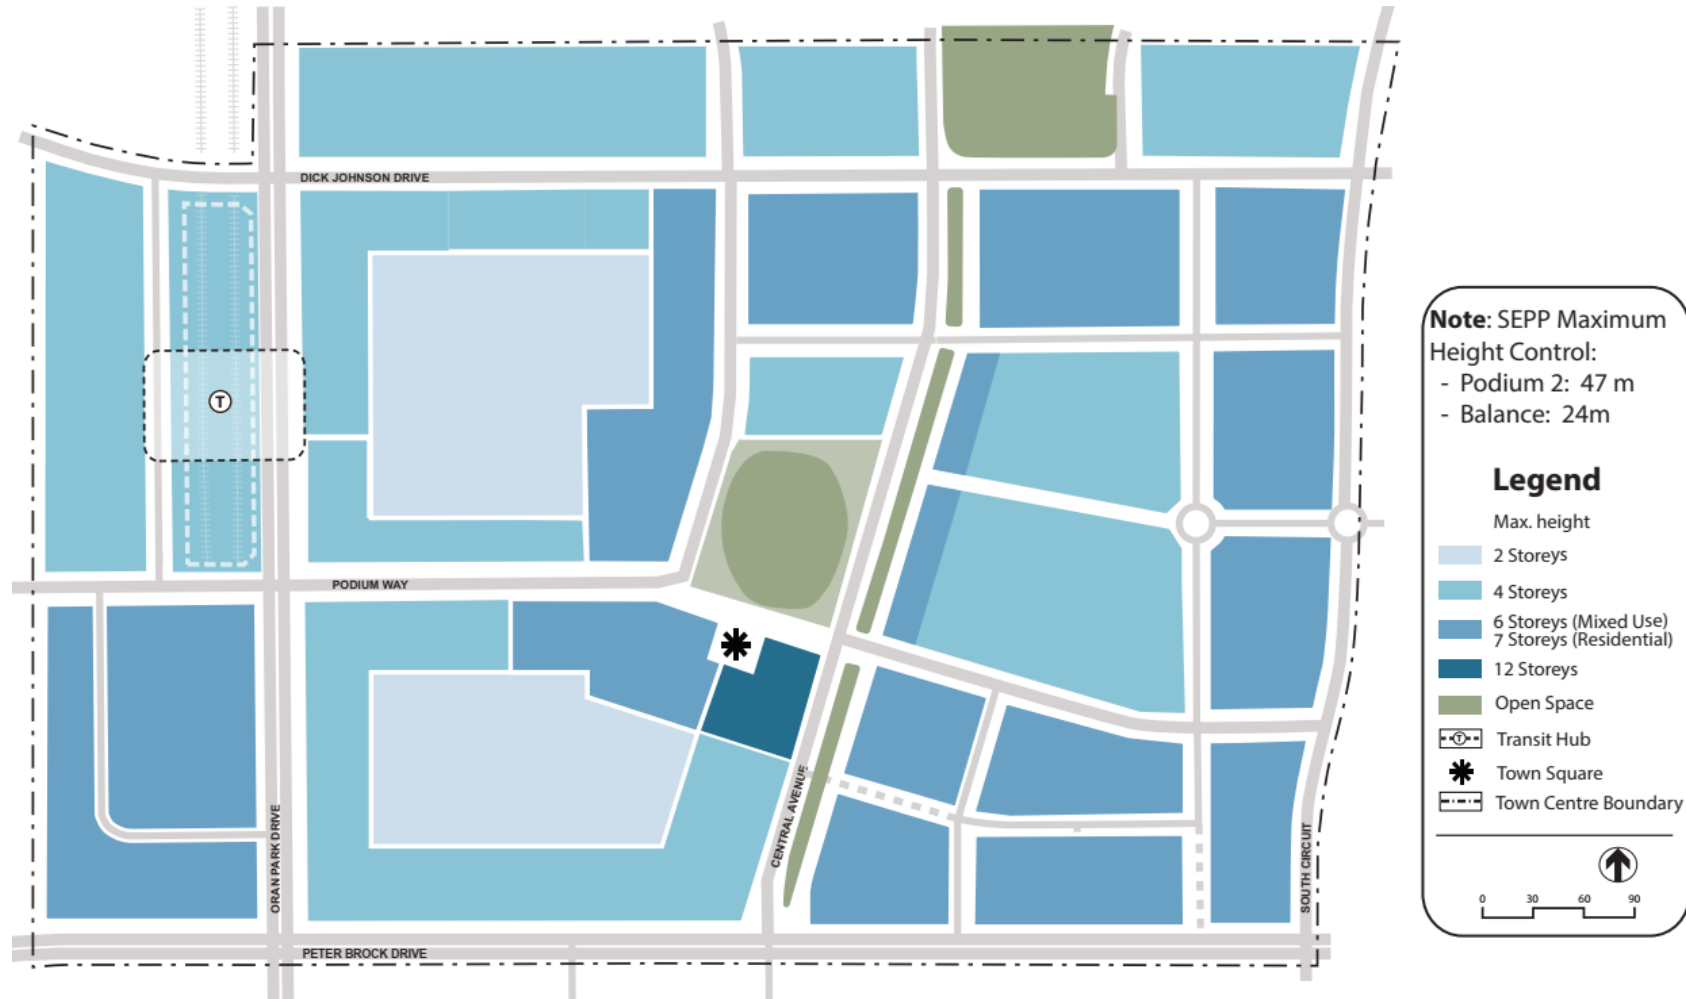 DICK JOHNSON DRIVE
T
PODIUM WAY
ORAN PARK DRIVE
CENTRAL AVENUE
SOUTH CIRCUIT
PETER BROCK DRIVE
Note: SEPP Maximum
Height Control:
- Podium 2: 47 m
- Balance: 24m
Legend
Max. height
2 Storeys
4 Storeys
6 Storeys (Mixed Use)
7 Storeys (Residential)
12 Storeys
Open Space
T Transit Hub
Town Square
Town Centre Boundary
0 30 60 90